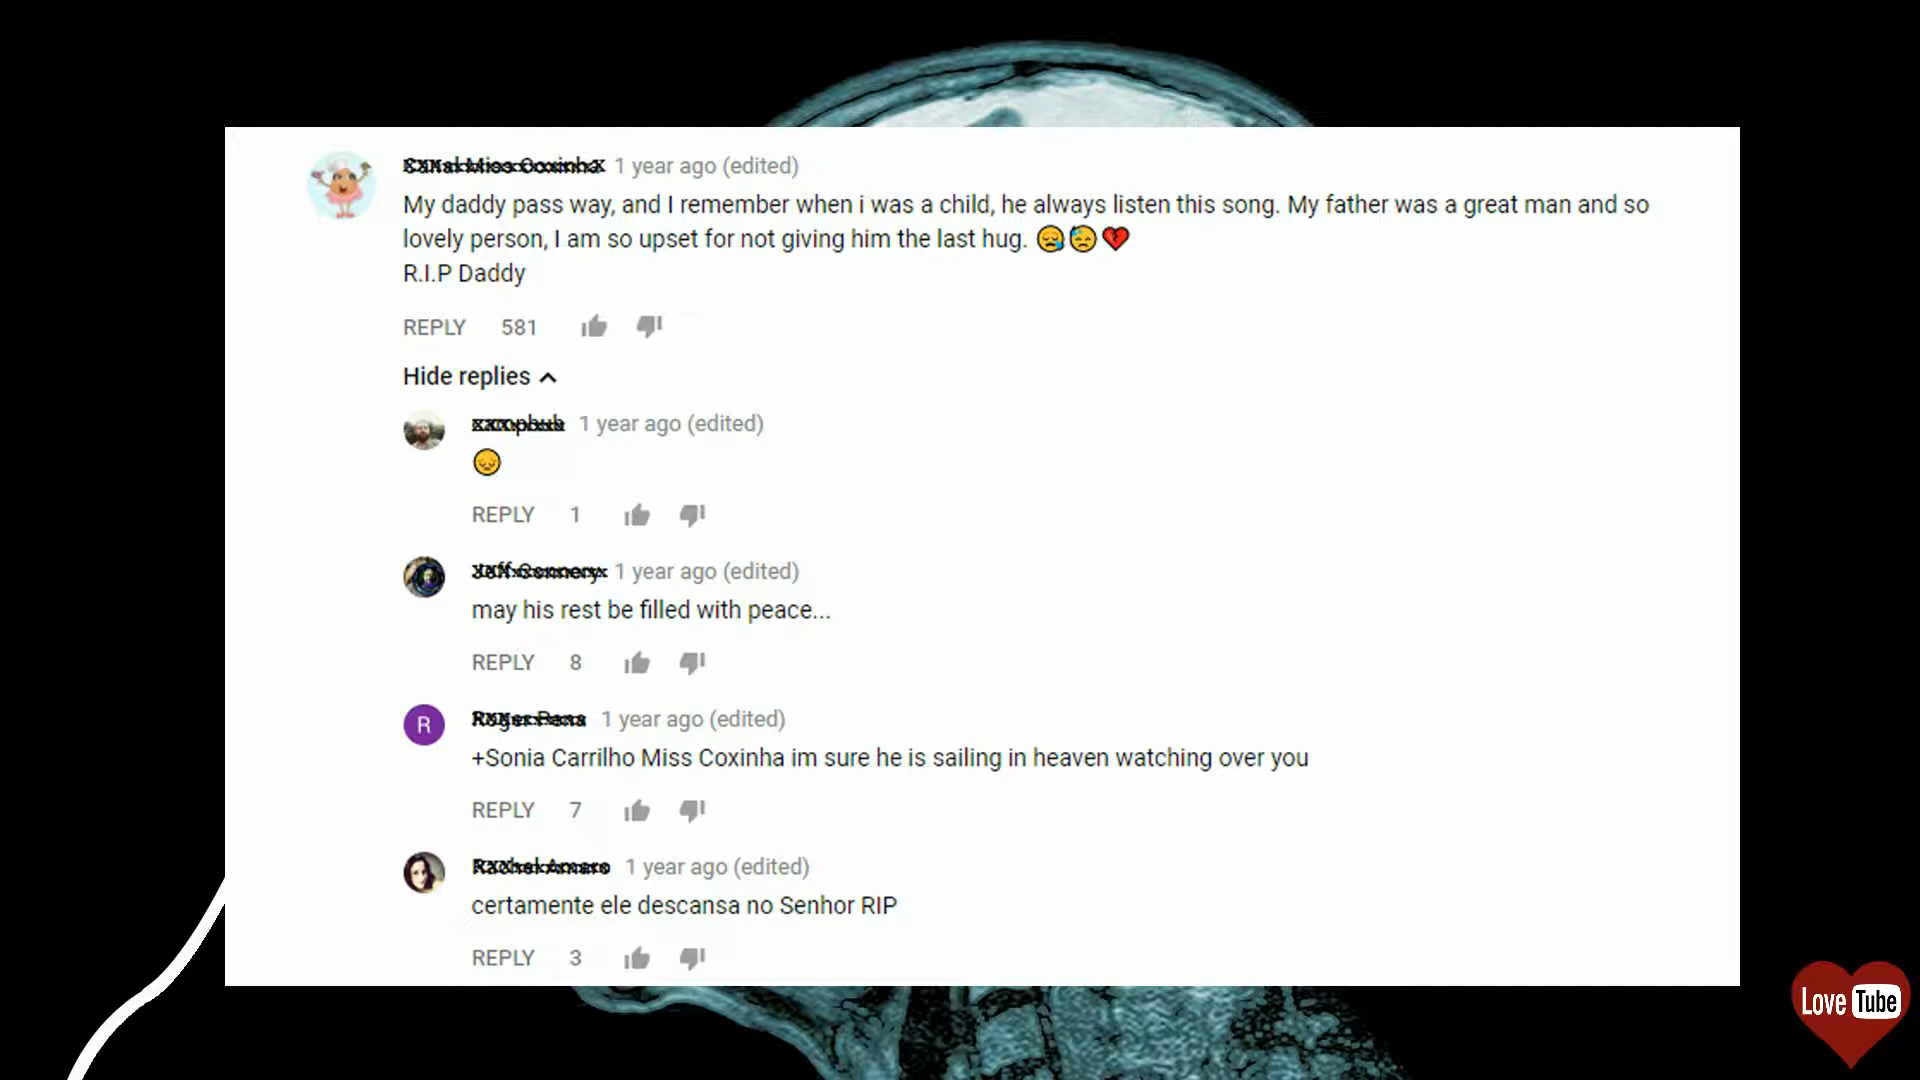 1 year ago (edited)
My daddy pass way, and I remember when i was a child, he always listen this song. My father was a great man and so
lovely person, I am so upset for not giving him the last hug. 😪😓💔
R.I.P Daddy
REPLY 581
Hide replies
1 year ago (edited)
😞
REPLY 1
1 year ago (edited)
may his rest be filled with peace...
REPLY 8
R
1 year ago (edited)
+Sonia Carrilho Miss Coxinha im sure he is sailing in heaven watching over you
REPLY 7
1 year ago (edited)
certamente ele descansa no Senhor RIP
REPLY 3
Love Tube